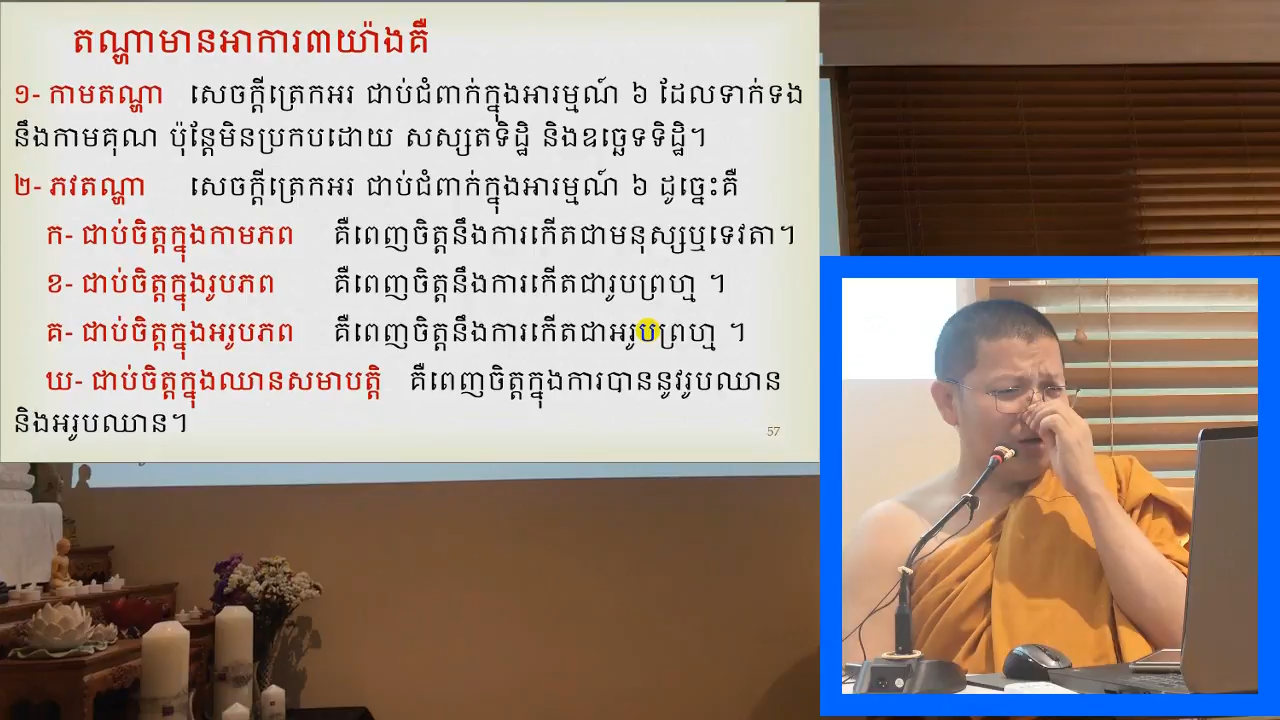 តណ្ហាមានអាការ៣យ៉ាងគឺ
១- កាមតណ្ហា សេចក្តីត្រេកអរ ជាប់ជំពាក់ក្នុងអារម្មណ៍ ៦ ដែលទាក់ទង
នឹងកាមគុណ ប៉ុន្តែមិនប្រកបដោយ សស្សតទិដ្ឋិ និងឧច្ឆេទទិដ្ឋិ។
២- ភវតណ្ហា សេចក្តីត្រេកអរ ជាប់ជំពាក់ក្នុងអារម្មណ៍ ៦ ដូច្នេះគឺ
ក- ជាប់ចិត្តក្នុងកាមភព គឺពេញចិត្តនឹងការកើតជាមនុស្សឬទេវតា។
ខ- ជាប់ចិត្តក្នុងរូបភព គឺពេញចិត្តនឹងការកើតជារូបព្រហ្ម ។
គ- ជាប់ចិត្តក្នុងអរូបភព គឺពេញចិត្តនឹងការកើតជាអរូបព្រហ្ម ។
ឃ- ជាប់ចិត្តក្នុងឈានសមាបត្តិ គឺពេញចិត្តក្នុងការបាននូវរូបឈាន
និងអរូបឈាន។
57